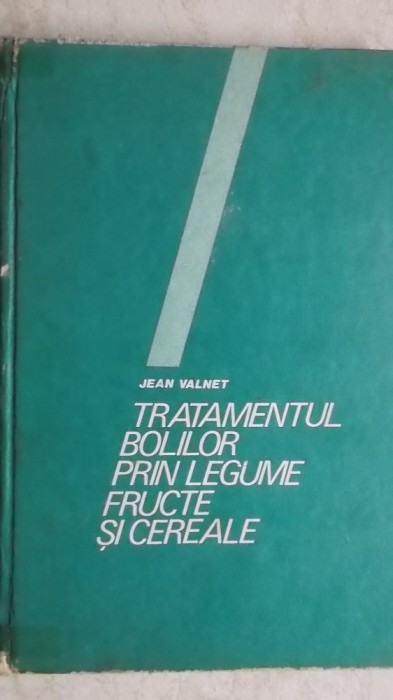 JEAN VALNET
TRATAMENTUL
BOLILOR
PRIN LEGUME
FRUCTE
ȘI CEREALE